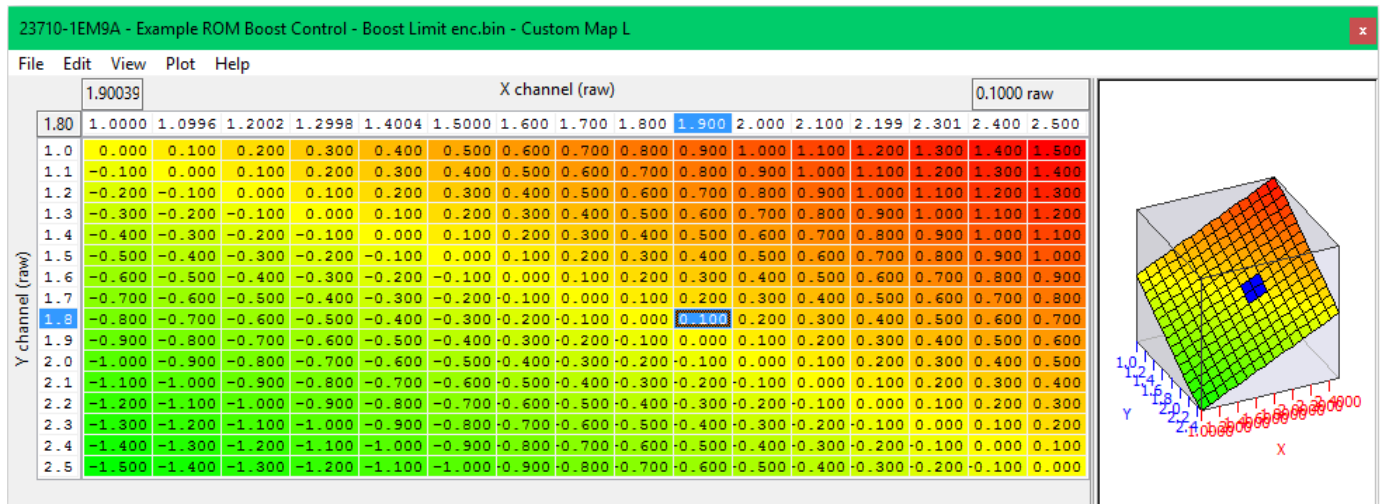 23710-1EM9A - Example ROM Boost Control - Boost Limit enc.bin - Custom Map L x
File Edit View Plot Help
1.90039 X channel (raw) 0.1000 raw
1.80 1.0000 1.0996 1.2002 1.2998 1.4004 1.5000 1.600 1.700 1.800 1.900 2.000 2.100 2.199 2.301 2.400 2.500
1.0 0.000 0.100 0.200 0.300 0.400 0.500 0.600 0.700 0.800 0.900 1.000 1.100 1.200 1.300 1.400 1.500
1.1 -0.100 0.000 0.100 0.200 0.300 0.400 0.500 0.600 0.700 0.800 0.900 1.000 1.100 1.200 1.300 1.400
1.2 -0.200 -0.100 0.000 0.100 0.200 0.300 0.400 0.500 0.600 0.700 0.800 0.900 1.000 1.100 1.200 1.300
1.3 -0.300 -0.200 -0.100 0.000 0.100 0.200 0.300 0.400 0.500 0.600 0.700 0.800 0.900 1.000 1.100 1.200
1.4 -0.400 -0.300 -0.200 -0.100 0.000 0.100 0.200 0.300 0.400 0.500 0.600 0.700 0.800 0.900 1.000 1.100
1.5 -0.500 -0.400 -0.300 -0.200 -0.100 0.000 0.100 0.200 0.300 0.400 0.500 0.600 0.700 0.800 0.900 1.000
1.6 -0.600 -0.500 -0.400 -0.300 -0.200 -0.100 0.000 0.100 0.200 0.300 0.400 0.500 0.600 0.700 0.800 0.900
1.7 -0.700 -0.600 -0.500 -0.400 -0.300 -0.200 -0.100 0.000 0.100 0.200 0.300 0.400 0.500 0.600 0.700 0.800
1.8 -0.800 -0.700 -0.600 -0.500 -0.400 -0.300 -0.200 -0.100 0.000 0.100 0.200 0.300 0.400 0.500 0.600 0.700
1.9 -0.900 -0.800 -0.700 -0.600 -0.500 -0.400 -0.300 -0.200 -0.100 0.000 0.100 0.200 0.300 0.400 0.500 0.600
2.0 -1.000 -0.900 -0.800 -0.700 -0.600 -0.500 -0.400 -0.300 -0.200 -0.100 0.000 0.100 0.200 0.300 0.400 0.500
2.1 -1.100 -1.000 -0.900 -0.800 -0.700 -0.600 -0.500 -0.400 -0.300 -0.200 -0.100 0.000 0.100 0.200 0.300 0.400
2.2 -1.200 -1.100 -1.000 -0.900 -0.800 -0.700 -0.600 -0.500 -0.400 -0.300 -0.200 -0.100 0.000 0.100 0.200 0.300
2.3 -1.300 -1.200 -1.100 -1.000 -0.900 -0.800 -0.700 -0.600 -0.500 -0.400 -0.300 -0.200 -0.100 0.000 0.100 0.200
2.4 -1.400 -1.300 -1.200 -1.100 -1.000 -0.900 -0.800 -0.700 -0.600 -0.500 -0.400 -0.300 -0.200 -0.100 0.000 0.100
2.5 -1.500 -1.400 -1.300 -1.200 -1.100 -1.000 -0.900 -0.800 -0.700 -0.600 -0.500 -0.400 -0.300 -0.200 -0.100 0.000
Y channel (raw)
1.0
1.2
1.4
1.6
1.8
2.0
2.2
2.4
Y
1.0000
X